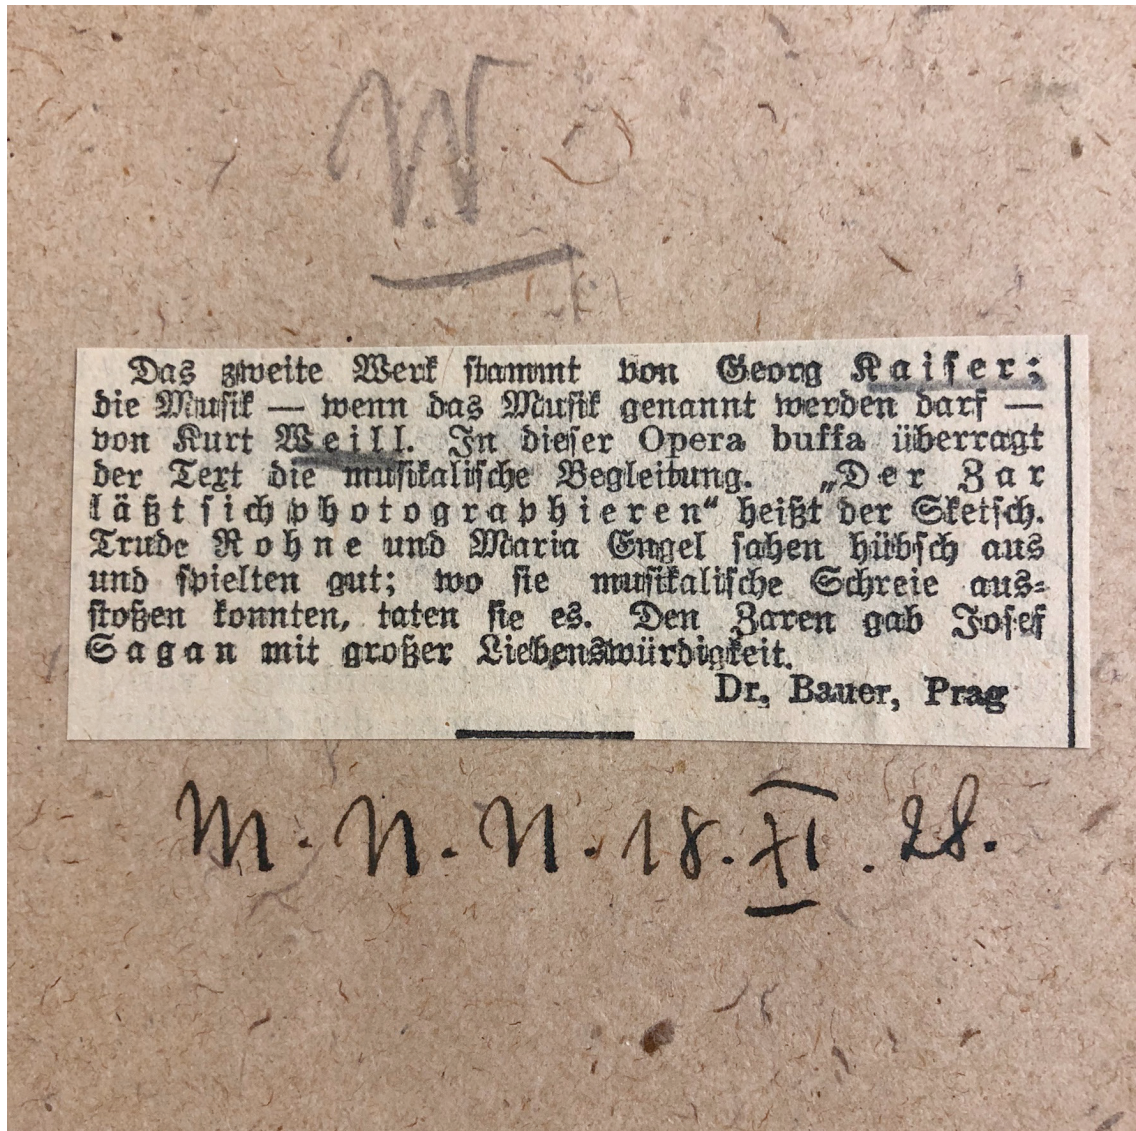 W
Das zweite Werk stammt von Georg Kaiser;
die Musik — wenn das Musik genannt werden darf —
von Kurt Weill. In dieser Opera buffa überragt
der Text die musikalische Begleitung. „Der Zar
läßt sich photographieren“ heißt der Sketsch.
Trude Rohne und Maria Engel sahen hübsch aus
und spielten gut; wo sie musikalische Schreie aus-
stoßen konnten, taten sie es. Den Zaren gab Josef
Sagan mit großer Liebenswürdigkeit.
Dr. Bauer, Prag
M. N. N. 18. XI. 28.